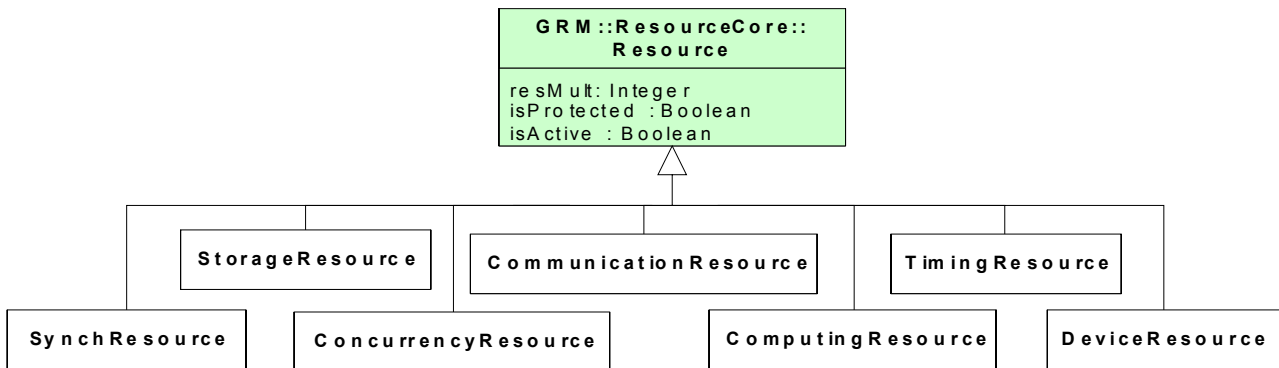 GRM::ResourceCore::
Resource
resMult: Integer
isProtected : Boolean
isActive : Boolean
StorageResource
CommunicationResource
TimingResource
SynchResource
ConcurrencyResource
ComputingResource
DeviceResource